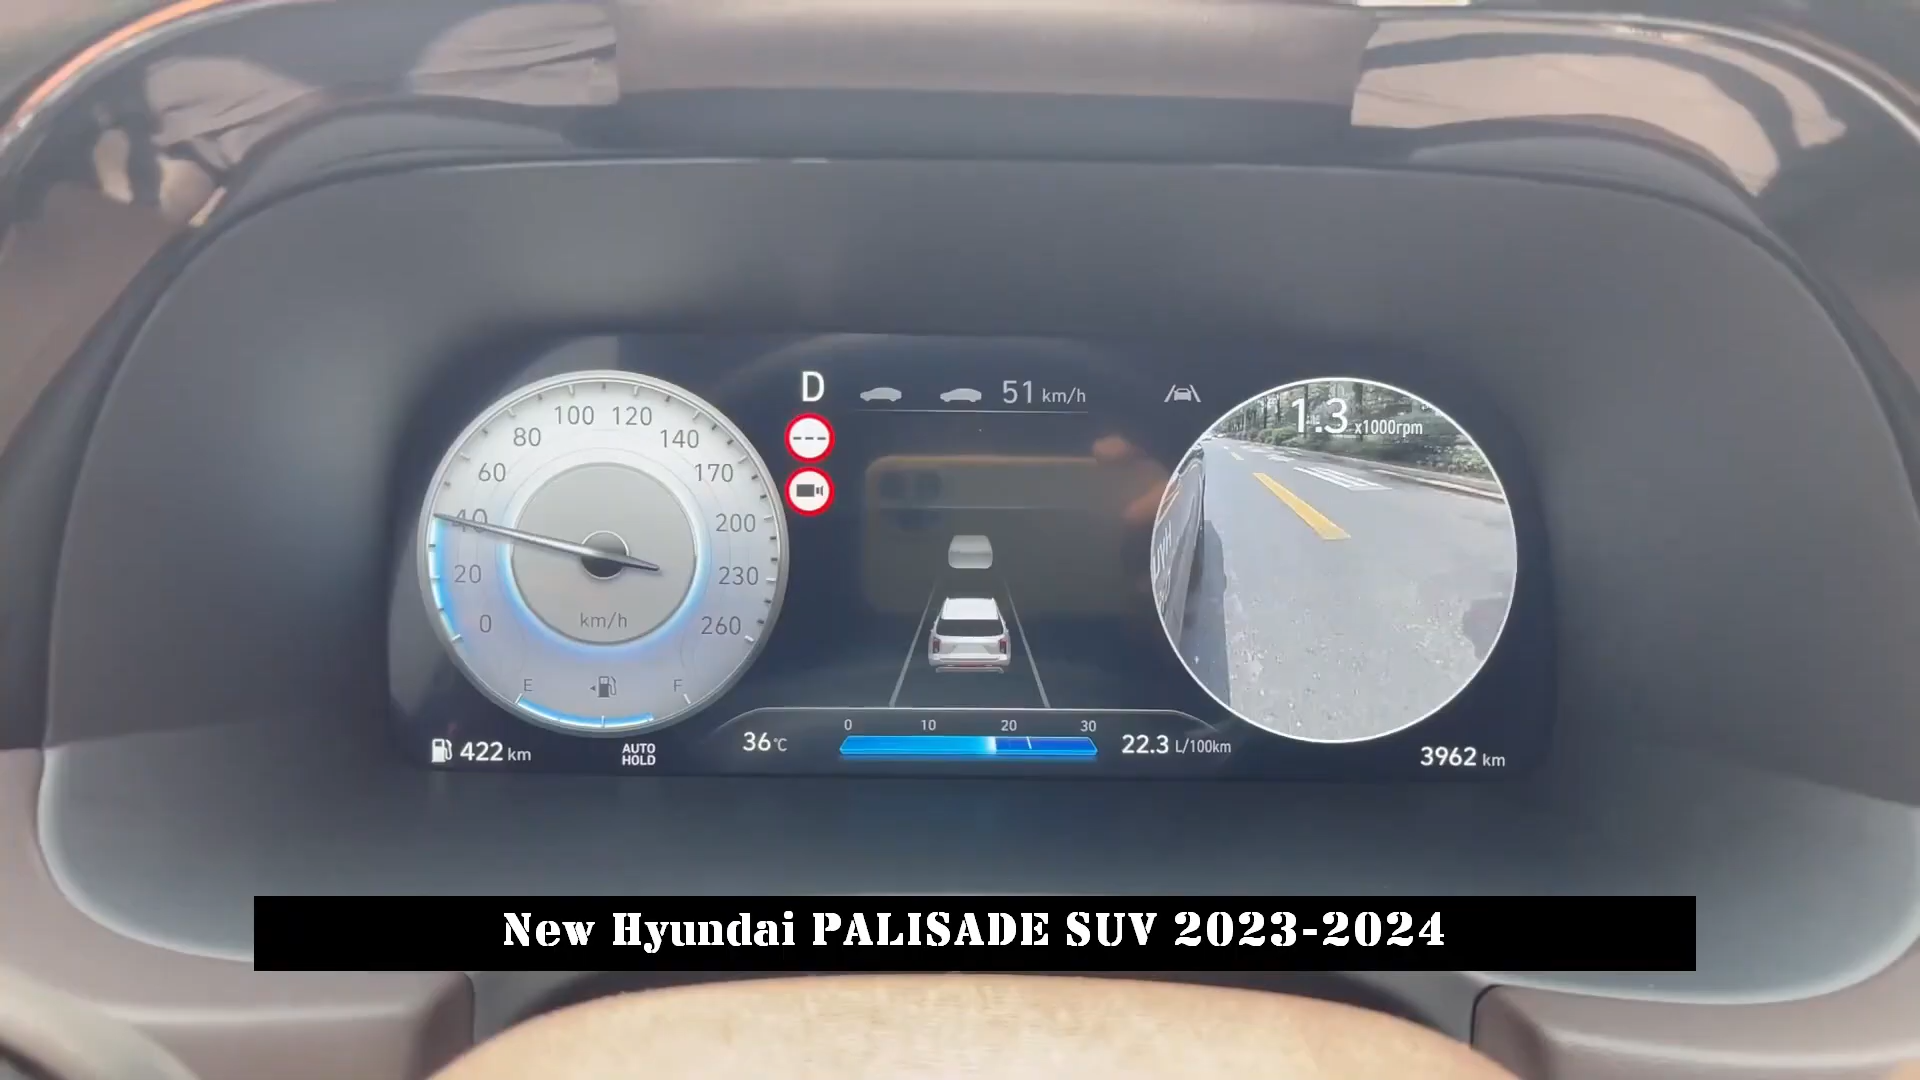 D
51 km/h
100 120
80 140
60 170
40 200
20 230
0 km/h 260
E F
1.3 x1000rpm
422 km
AUTO
HOLD
36°C
0 10 20 30
22.3 L/100km
3962 km
New Hyundai PALISADE SUV 2023-2024